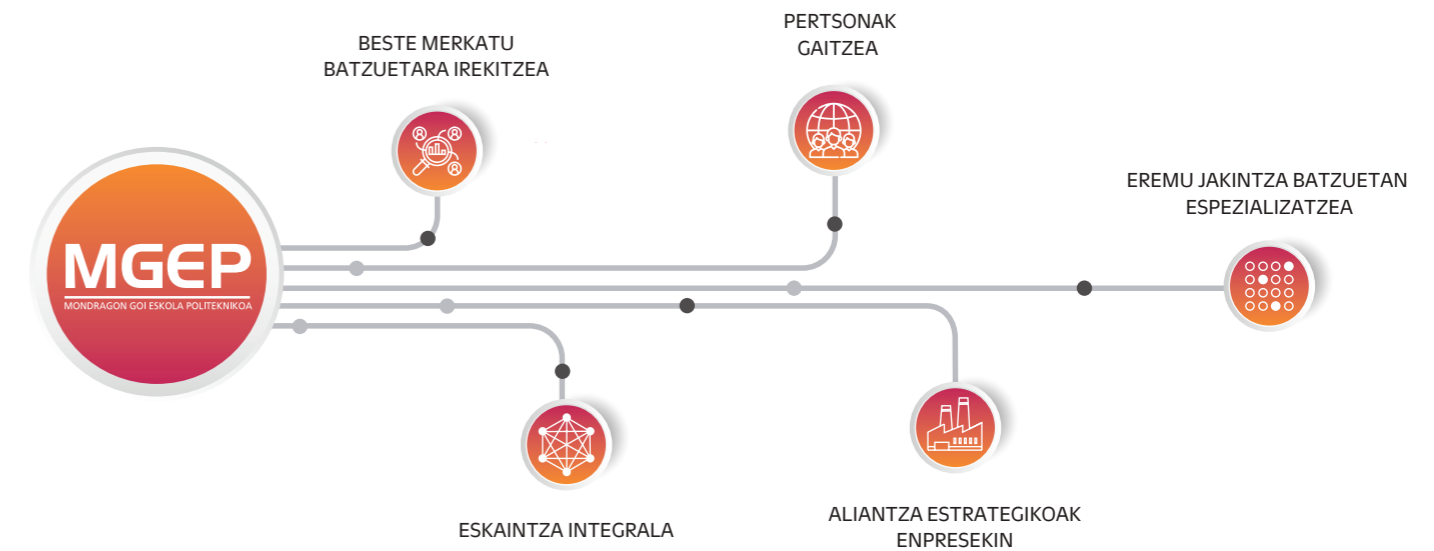 PERTSONAK
GAITZEA
BESTE MERKATU
BATZUETARA IREKITZEA
EREMU JAKINTZA BATZUETAN
ESPEZIALIZATZEA
MGEP
MONDRAGON GOI ESKOLA POLITEKNIKOA
ESKAINTZA INTEGRALA
ALIANTZA ESTRATEGIKOAK
ENPRESEKIN